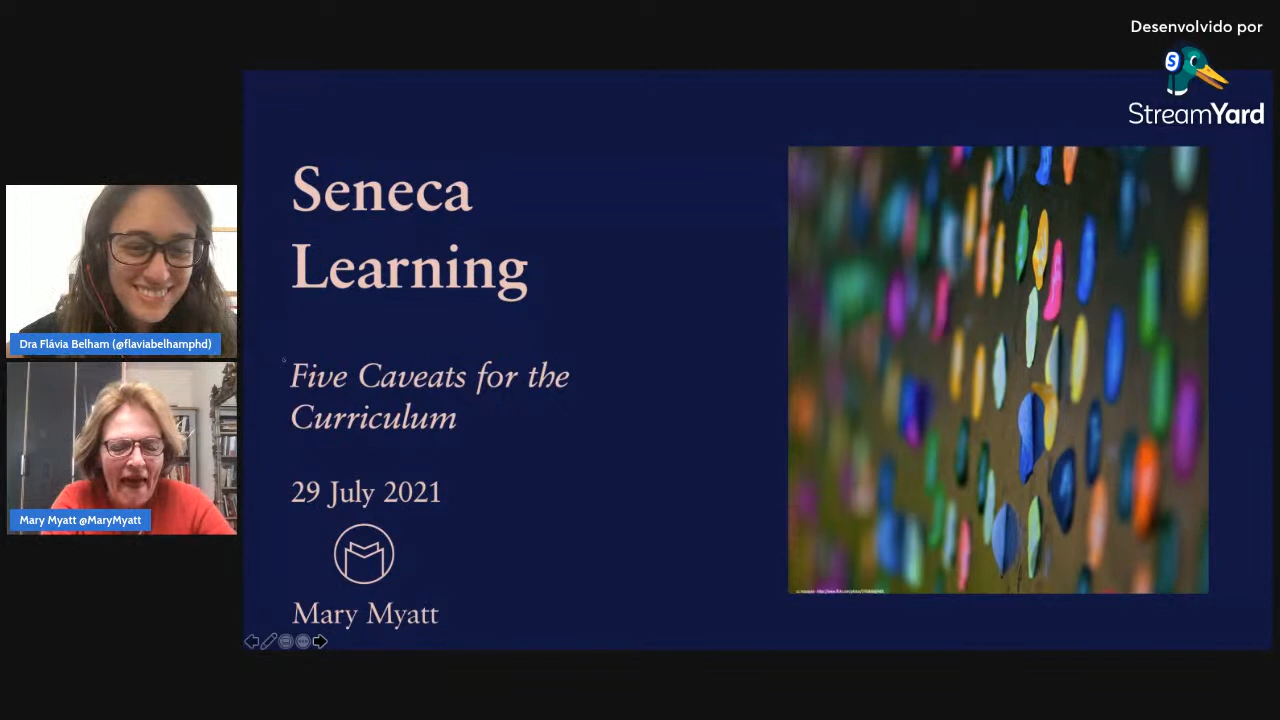 Desenvolvido por
StreamYard
Seneca
Learning
Five Caveats for the
Curriculum
29 July 2021
Mary Myatt
Dra Flávia Belham (@flaviabelhamphd)
Mary Myatt @MaryMyatt